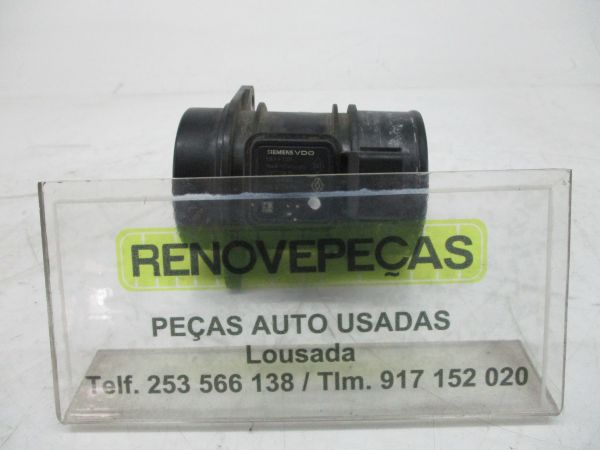 SIEMENS VDO
RENOVEPEÇAS
PEÇAS AUTO USADAS
Lousada
Telf. 253 566 138 / Tlm. 917 152 020